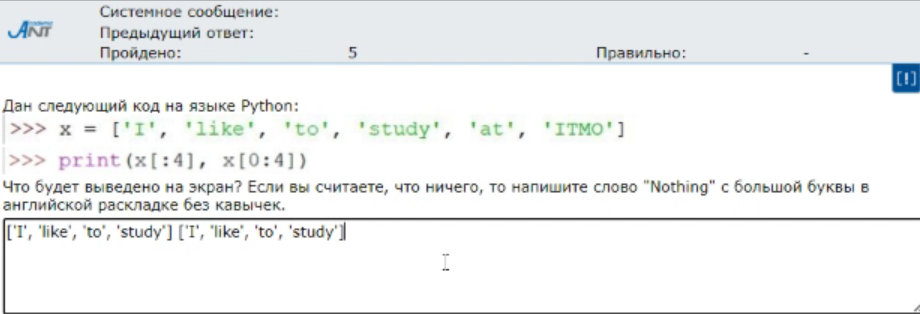 Системное сообщение:
ANT
Предыдущий ответ:
Пройдено: 5 Правильно: -
[!]
Дан следующий код на языке Python:
>>> x = ['I', 'like', 'to', 'study', 'at', 'ITMO']
>>> print(x[:4], x[0:4])
Что будет выведено на экран? Если вы считаете, что ничего, то напишите слово "Nothing" с большой буквы в
английской раскладке без кавычек.
['I', 'like', 'to', 'study'] ['I', 'like', 'to', 'study']